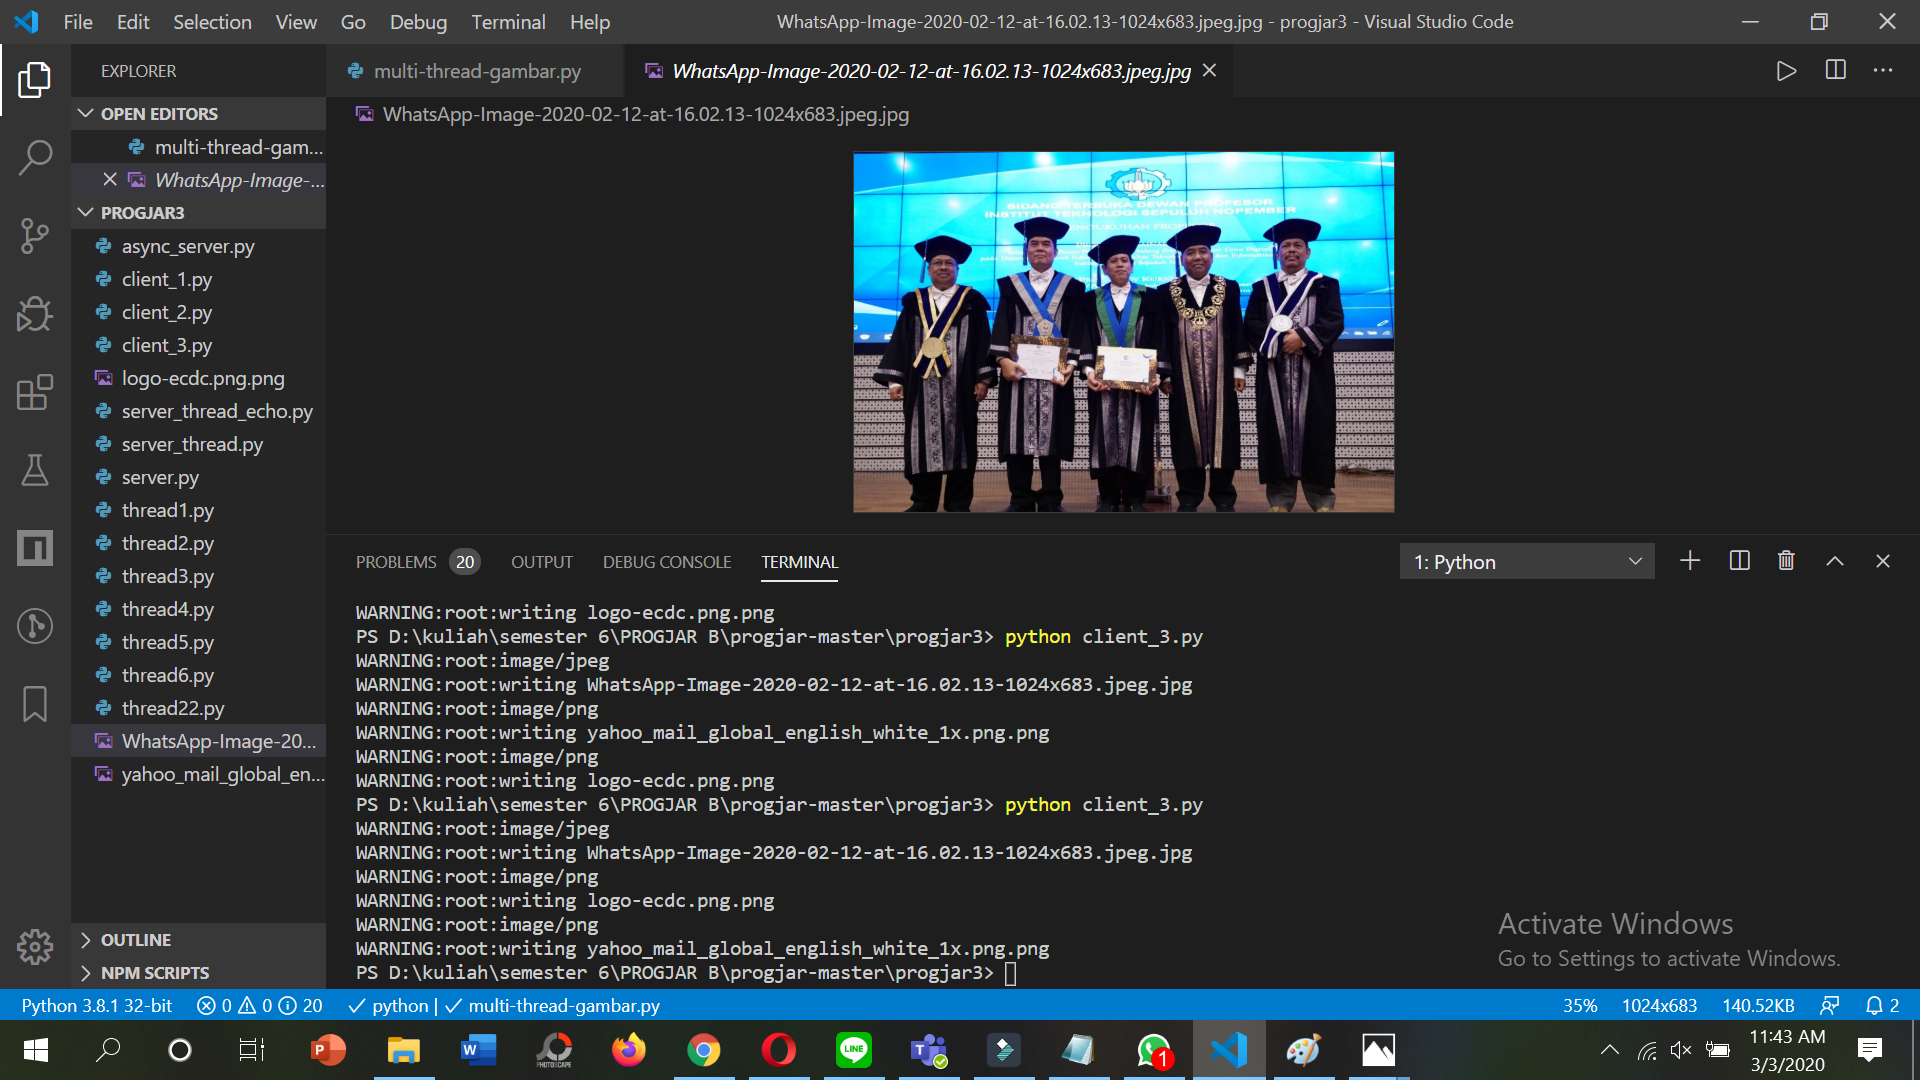 File Edit Selection View Go Debug Terminal Help
WhatsApp-Image-2020-02-12-at-16.02.13-1024x683.jpeg.jpg - progjar3 - Visual Studio Code
EXPLORER
OPEN EDITORS
multi-thread-gam...
WhatsApp-Image-...
PROGJAR3
async_server.py
client_1.py
client_2.py
client_3.py
logo-ecdc.png.png
server_thread_echo.py
server_thread.py
server.py
thread1.py
thread2.py
thread3.py
thread4.py
thread5.py
thread6.py
thread22.py
WhatsApp-Image-20...
yahoo_mail_global_en...
OUTLINE
NPM SCRIPTS
multi-thread-gambar.py
WhatsApp-Image-2020-02-12-at-16.02.13-1024x683.jpeg.jpg
WhatsApp-Image-2020-02-12-at-16.02.13-1024x683.jpeg.jpg
SIDANG TERBUKA DEWAN PROFESOR
INSTITUT TEKNOLOGI SEPULUH NOPEMBER
PROBLEMS 20 OUTPUT DEBUG CONSOLE TERMINAL
1: Python
WARNING:root:writing logo-ecdc.png.png
PS D:\kuliah\semester 6\PROGJAR B\progjar-master\progjar3> python client_3.py
WARNING:root:image/jpeg
WARNING:root:writing WhatsApp-Image-2020-02-12-at-16.02.13-1024x683.jpeg.jpg
WARNING:root:image/png
WARNING:root:writing yahoo_mail_global_english_white_1x.png.png
WARNING:root:image/png
WARNING:root:writing logo-ecdc.png.png
PS D:\kuliah\semester 6\PROGJAR B\progjar-master\progjar3> python client_3.py
WARNING:root:image/jpeg
WARNING:root:writing WhatsApp-Image-2020-02-12-at-16.02.13-1024x683.jpeg.jpg
WARNING:root:image/png
WARNING:root:writing logo-ecdc.png.png
WARNING:root:image/png
WARNING:root:writing yahoo_mail_global_english_white_1x.png.png
PS D:\kuliah\semester 6\PROGJAR B\progjar-master\progjar3>
Activate Windows
Go to Settings to activate Windows.
Python 3.8.1 32-bit 0 0 20 python | multi-thread-gambar.py
35% 1024x683 140.52KB 2
PHOTOSCAPE
LINE
1
11:43 AM
3/3/2020